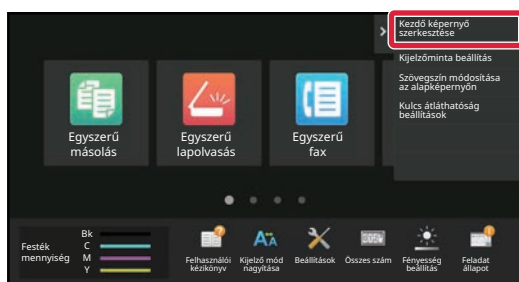 Kezdő képernyő
szerkesztése
Kijelzőminta beállítás
Szövegszín módosítása
az alapképernyőn
Kulcs átláthatóság
beállítások
Egyszerű
másolás
Egyszerű
lapolvasás
Egyszerű
fax
Festék
mennyiség
Bk
C
M
Y
Felhasználói
kézikönyv
Kijelző mód
nagyítása
Beállítások
Összes szám
Fényesség
beállítás
Feladat
állapot